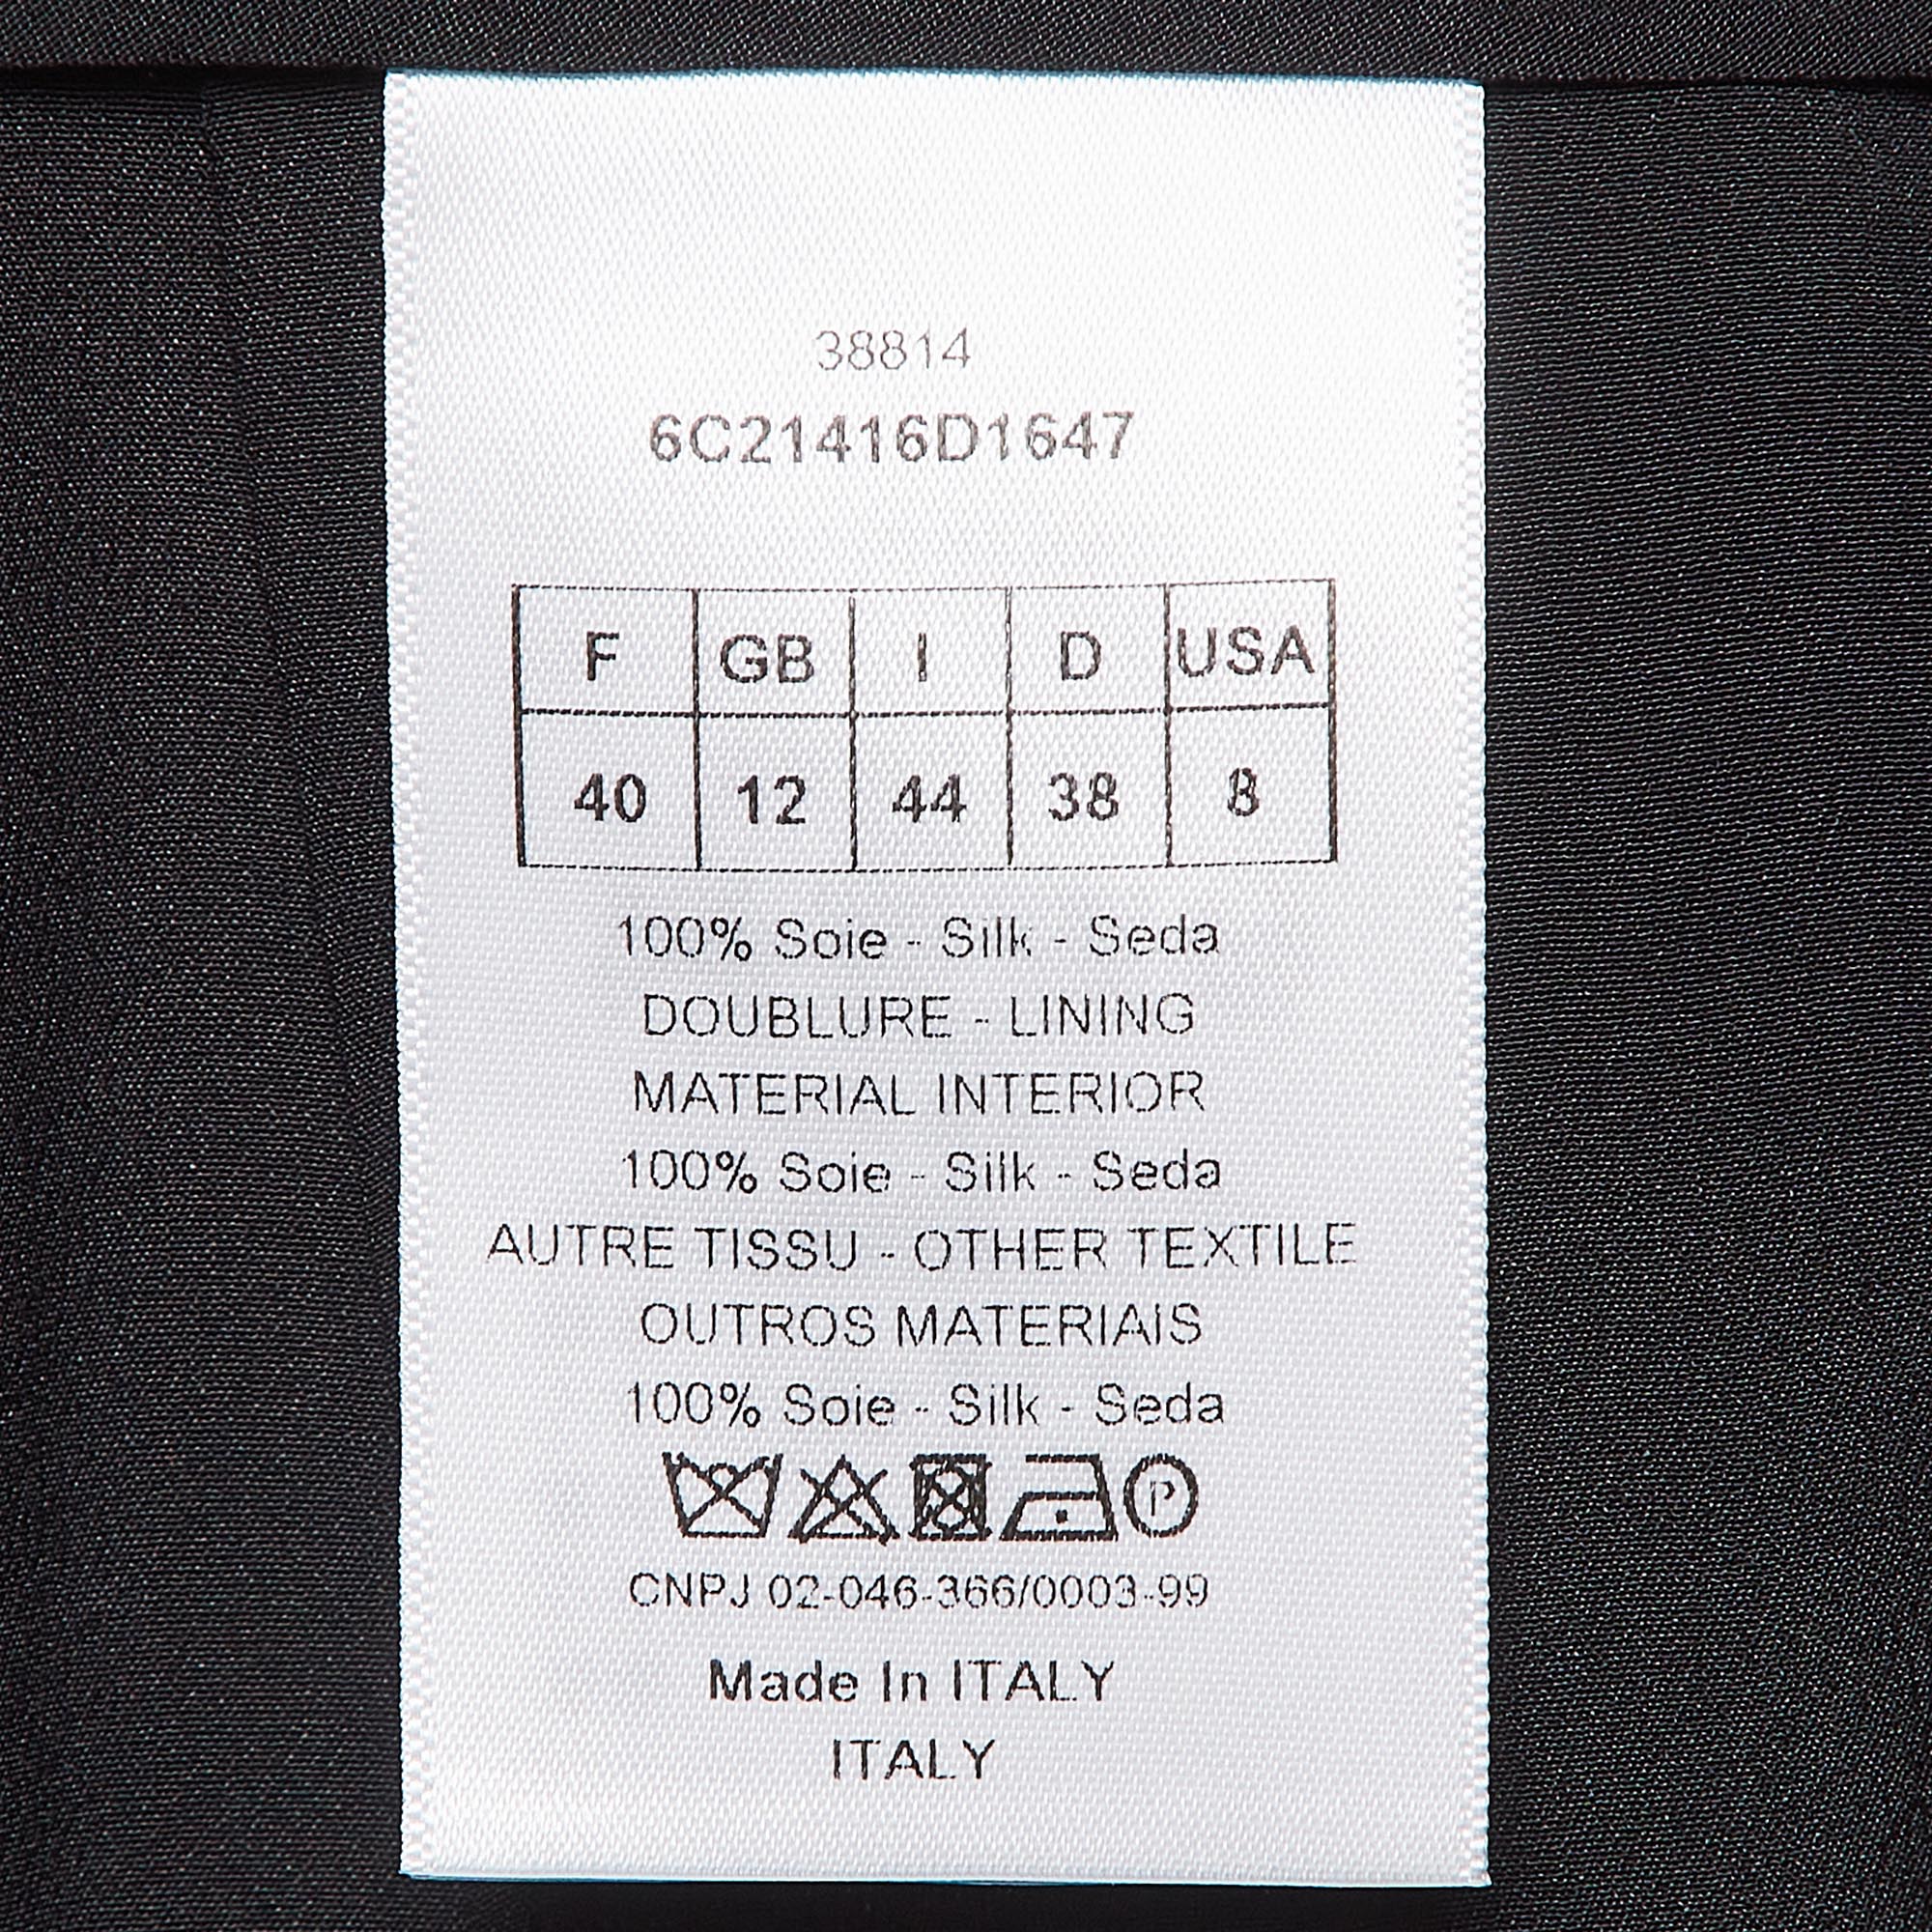 38814
6C21416D1647
F GB I D USA
40 12 44 38 8
100% Soie - Silk - Seda
DOUBLURE - LINING
MATERIAL INTERIOR
100% Soie - Silk - Seda
AUTRE TISSU - OTHER TEXTILE
OUTROS MATERIAIS
100% Soie - Silk - Seda
P
CNPJ 02-046-366/0003-99
Made In ITALY
ITALY